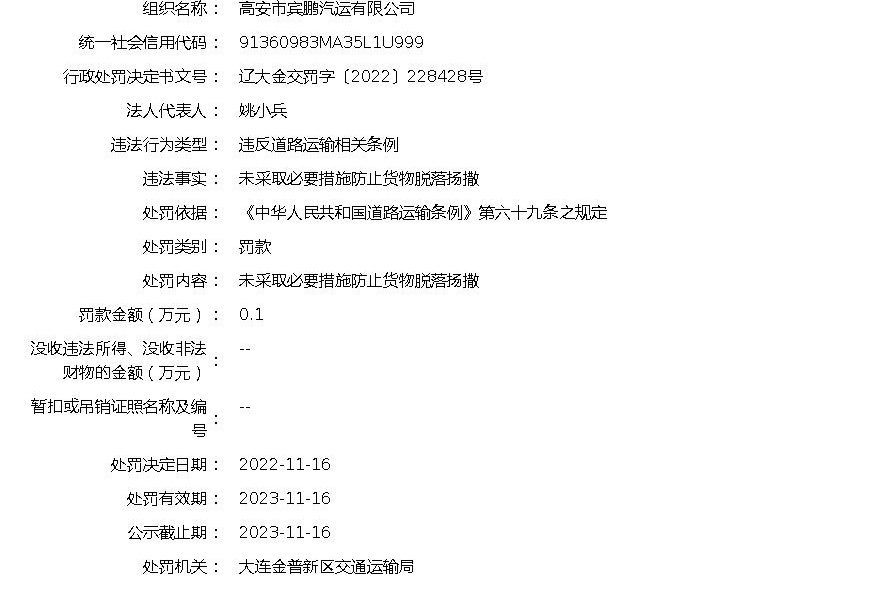 组织名称： 高安市宾鹏汽运有限公司
统一社会信用代码： 91360983MA35L1U999
行政处罚决定书文号： 辽大金交罚字〔2022〕228428号
法人代表人： 姚小兵
违法行为类型： 违反道路运输相关条例
违法事实： 未采取必要措施防止货物脱落扬撒
处罚依据： 《中华人民共和国道路运输条例》第六十九条之规定
处罚类别： 罚款
处罚内容： 未采取必要措施防止货物脱落扬撒
罚款金额（万元）： 0.1
没收违法所得、没收非法
财物的金额（万元）： --
暂扣或吊销证照名称及编
号： --
处罚决定日期： 2022-11-16
处罚有效期： 2023-11-16
公示截止期： 2023-11-16
处罚机关： 大连金普新区交通运输局